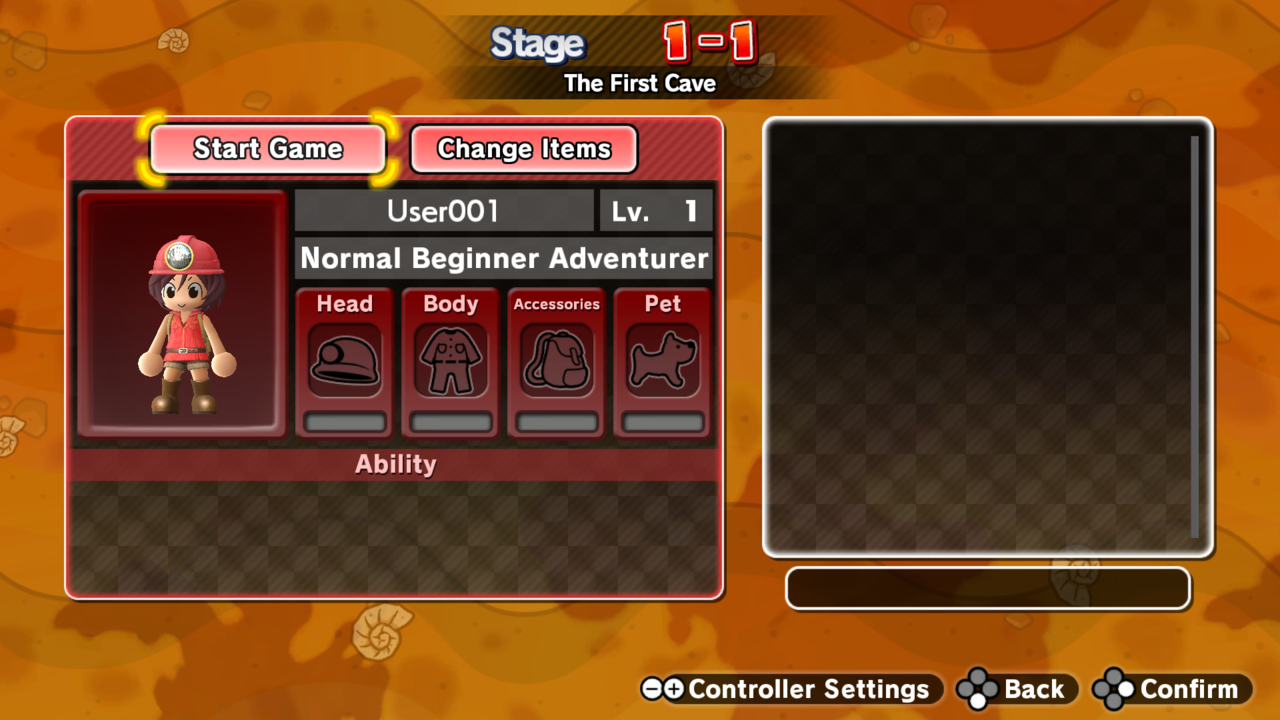 Stage 1-1
The First Cave
Start Game
Change Items
User001
Lv. 1
Normal Beginner Adventurer
Head
Body
Accessories
Pet
Ability
Controller Settings
Back
Confirm